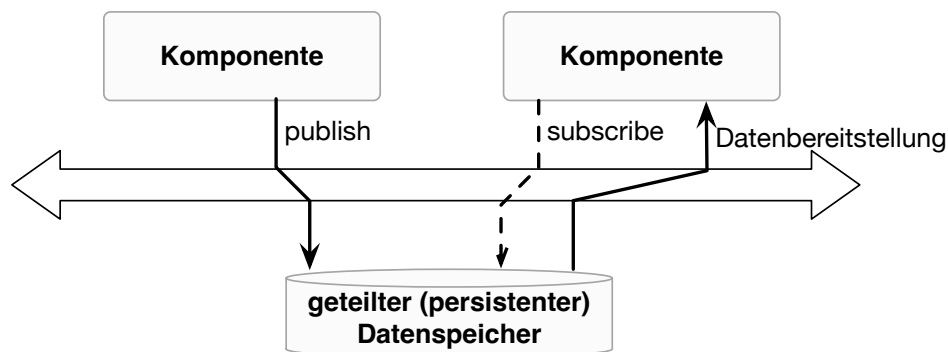 Komponente
Komponente
publish
subscribe
Datenbereitstellung
geteilter (persistenter)
Datenspeicher